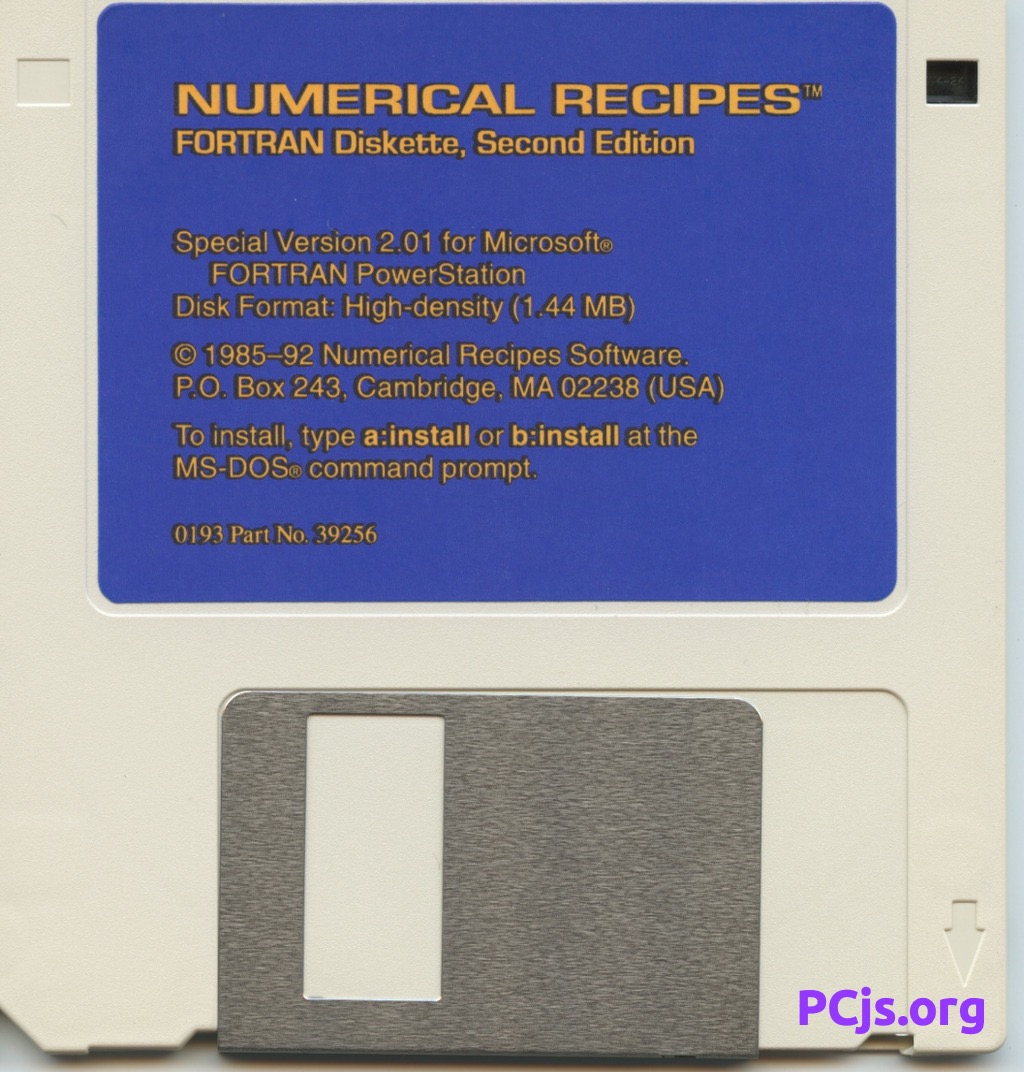 NUMERICAL RECIPES™
FORTRAN Diskette, Second Edition
Special Version 2.01 for Microsoft®
FORTRAN PowerStation
Disk Format: High-density (1.44 MB)
© 1985–92 Numerical Recipes Software.
P.O. Box 243, Cambridge, MA 02238 (USA)
To install, type a:install or b:install at the
MS-DOS® command prompt.
0193 Part No. 39256
PCjs.org